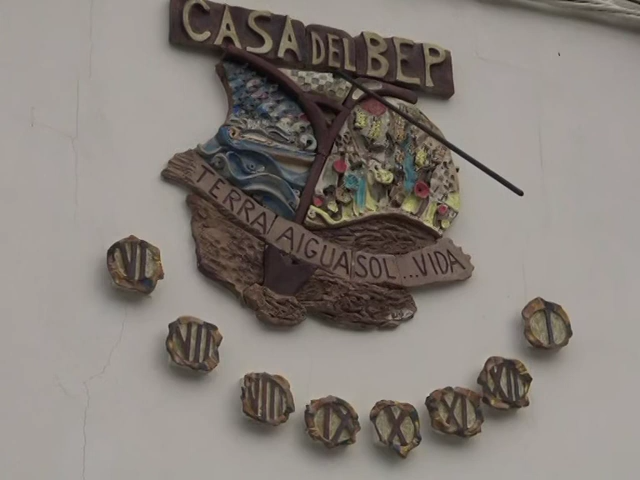 CASA DEL BEP
TERRA AIGUA SOL ... VIDA
VI
VII
VIII
IX
X
XI
XII
I